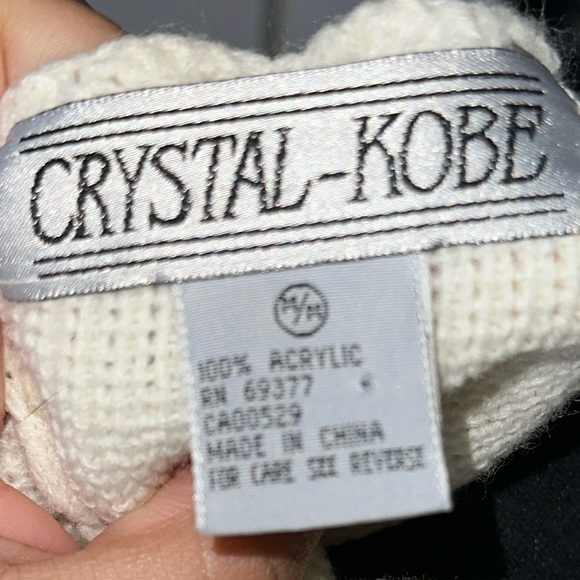 CRYSTAL-KOBE
M/M
100% ACRYLIC
RN 69377
CA00529
MADE IN CHINA
FOR CARE SEE REVERSE